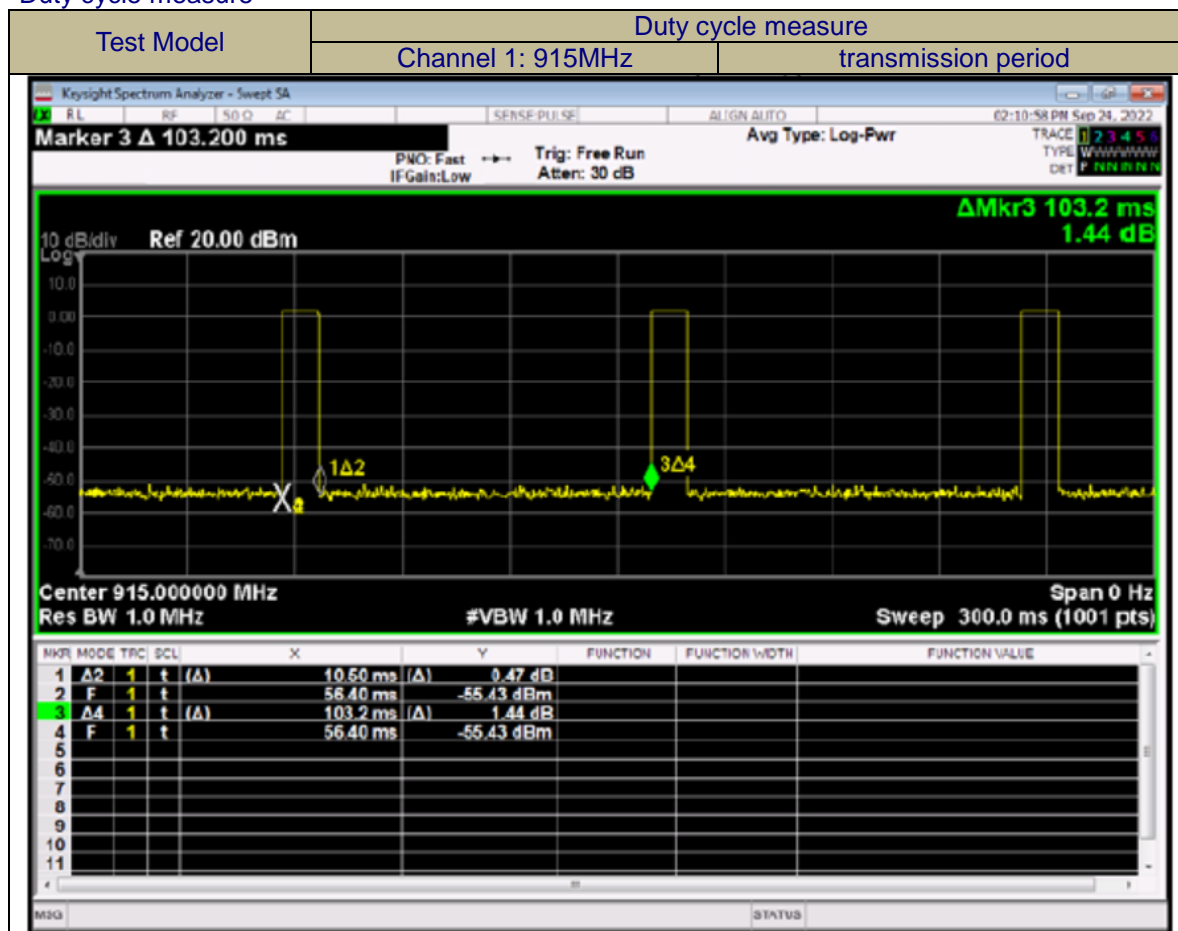 Duty cycle measure
Test Model
Duty cycle measure
Channel 1: 915MHz
transmission period
Keysight Spectrum Analyzer - Swept SA
RL RF 50 Ω AC SENSE:PULSE ALIGN AUTO 02:10:58 PM Sep 24, 2022
Marker 3 Δ 103.200 ms
PNO: Fast
IFGain:Low
Trig: Free Run
Atten: 30 dB
Avg Type: Log-Pwr
TRACE 1 2 3 4 5 6
TYPE
DET P N N N N N
ΔMkr3 103.2 ms
1.44 dB
10 dB/div Ref 20.00 dBm
Log
10.0
0.00
-10.0
-20.0
-30.0
-40.0
-50.0
-60.0
-70.0
1Δ2
3Δ4
X
Center 915.000000 MHz
Span 0 Hz
Res BW 1.0 MHz
#VBW 1.0 MHz
Sweep 300.0 ms (1001 pts)
MKR MODE TRC SCL X Y FUNCTION FUNCTION WIDTH FUNCTION VALUE
1 Δ2 1 t (Δ) 10.50 ms (Δ) 0.47 dB
2 F 1 t 56.40 ms -55.43 dBm
3 Δ4 1 t (Δ) 103.2 ms (Δ) 1.44 dB
4 F 1 t 56.40 ms -55.43 dBm
5
6
7
8
9
10
11
MSG
STATUS